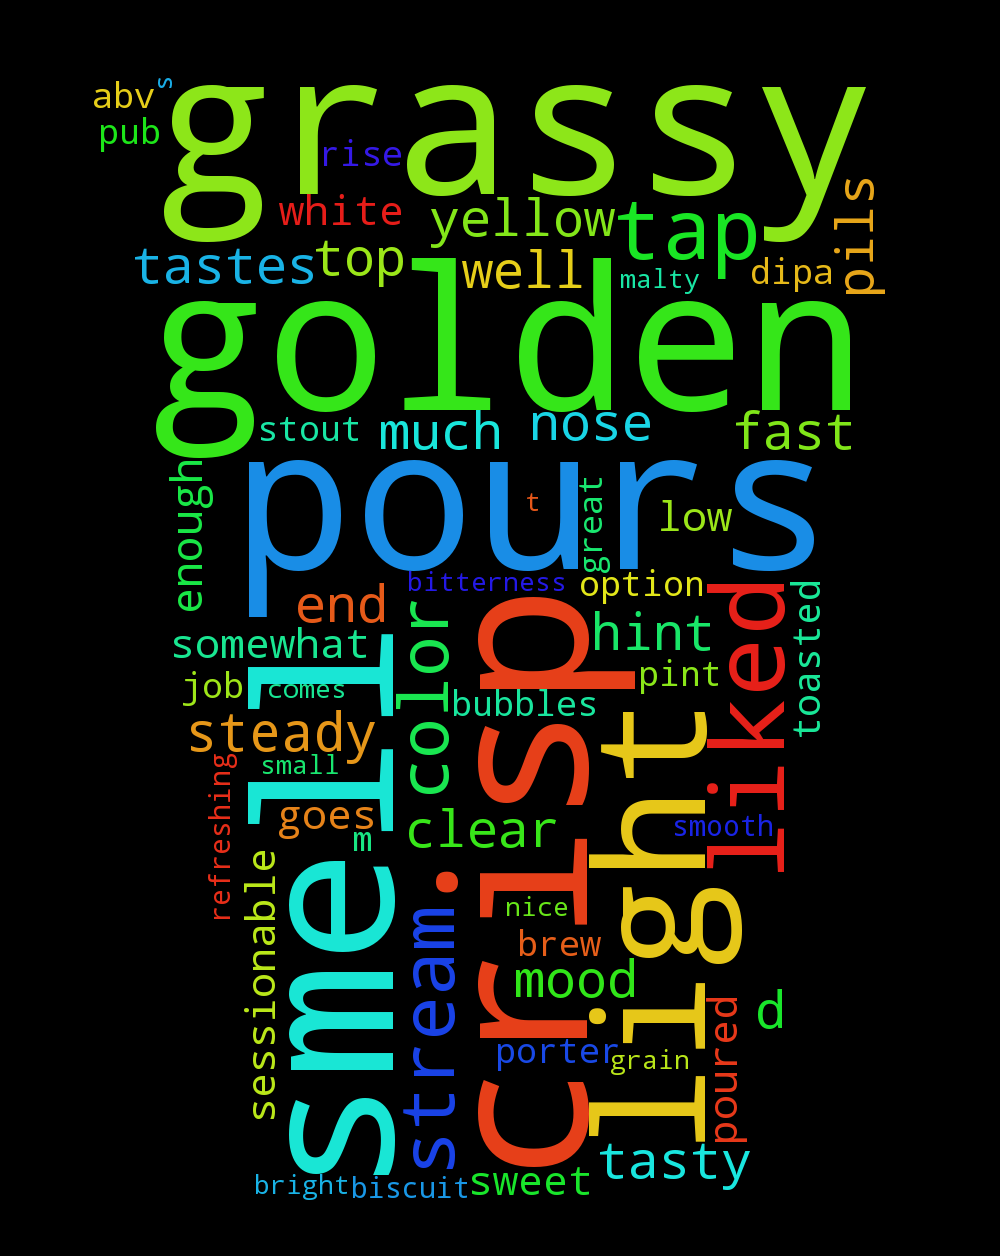 grassy
abv
s
pub
rise
white
yellow
tap
pils
tastes
top
well
malty
dipa
golden
stout
much
nose
fast
enough
pours
t
great
low
bitterness
option
end
color
crisp
hint
liked
toasted
somewhat
smell
job
comes
bubbles
pint
steady
light
small
refreshing
goes
m
clear
smooth
sessionable
stream
nice
brew
mood
d
porter
grain
poured
tasty
bright
biscuit
sweet